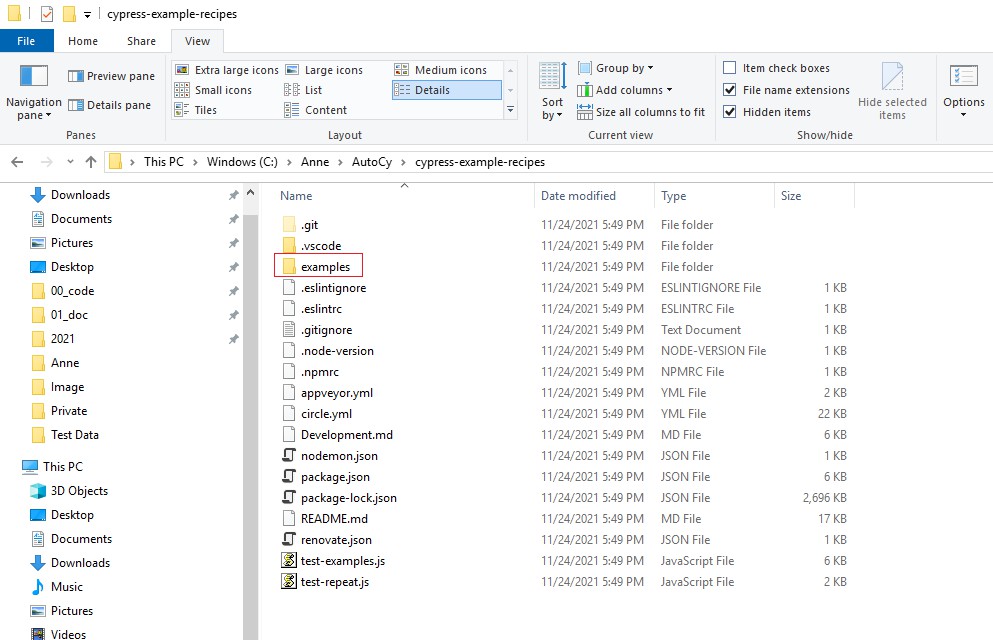 cypress-example-recipes
File Home Share View
Navigation pane
Preview pane
Details pane
Panes
Extra large icons Large icons Medium icons
Small icons List Details
Tiles Content
Layout
Sort by
Group by
Add columns
Size all columns to fit
Current view
Item check boxes
File name extensions
Hidden items
Hide selected items
Show/hide
Options
This PC Windows (C:) Anne AutoCy cypress-example-recipes
Downloads
Documents
Pictures
Desktop
00_code
01_doc
2021
Anne
Image
Private
Test Data
This PC
3D Objects
Desktop
Documents
Downloads
Music
Pictures
Videos
Name Date modified Type Size
.git 11/24/2021 5:49 PM File folder
.vscode 11/24/2021 5:49 PM File folder
examples 11/24/2021 5:49 PM File folder
.eslintignore 11/24/2021 5:49 PM ESLINTIGNORE File 1 KB
.eslintrc 11/24/2021 5:49 PM ESLINTRC File 1 KB
.gitignore 11/24/2021 5:49 PM Text Document 1 KB
.node-version 11/24/2021 5:49 PM NODE-VERSION File 1 KB
.npmrc 11/24/2021 5:49 PM NPMRC File 1 KB
appveyor.yml 11/24/2021 5:49 PM YML File 2 KB
circle.yml 11/24/2021 5:49 PM YML File 22 KB
Development.md 11/24/2021 5:49 PM MD File 6 KB
nodemon.json 11/24/2021 5:49 PM JSON File 1 KB
package.json 11/24/2021 5:49 PM JSON File 6 KB
package-lock.json 11/24/2021 5:49 PM JSON File 2,696 KB
README.md 11/24/2021 5:49 PM MD File 17 KB
renovate.json 11/24/2021 5:49 PM JSON File 1 KB
test-examples.js 11/24/2021 5:49 PM JavaScript File 6 KB
test-repeat.js 11/24/2021 5:49 PM JavaScript File 2 KB